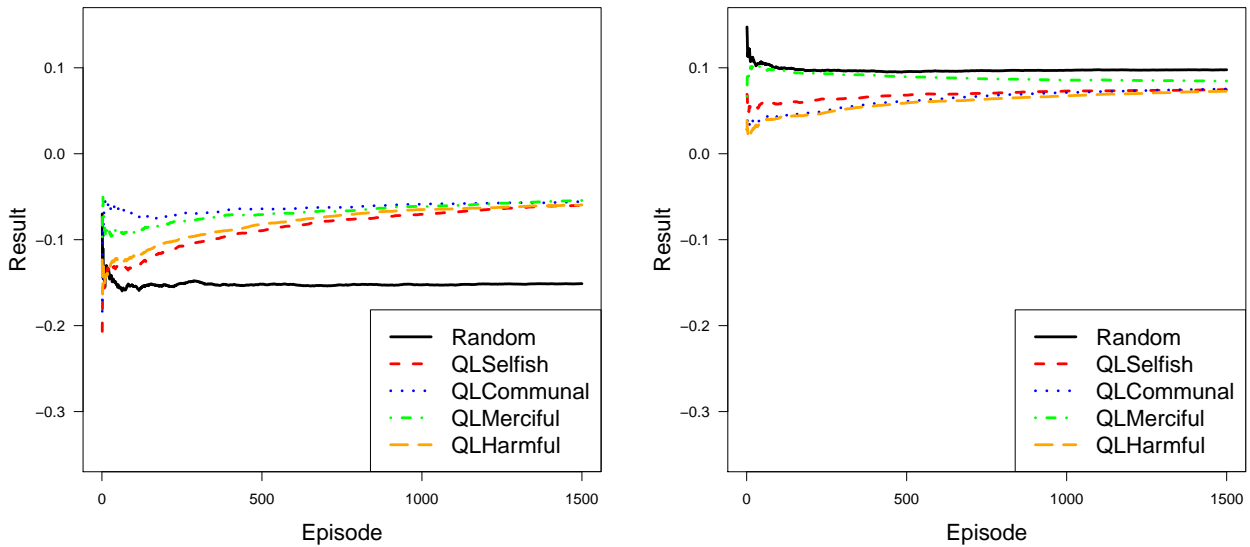 0.1
0.0
−0.1
−0.2
−0.3
Result
0 500 1000 1500
Episode
Random
QLSelfish
QLCommunal
QLMerciful
QLHarmful
0.1
0.0
−0.1
−0.2
−0.3
Result
0 500 1000 1500
Episode
Random
QLSelfish
QLCommunal
QLMerciful
QLHarmful